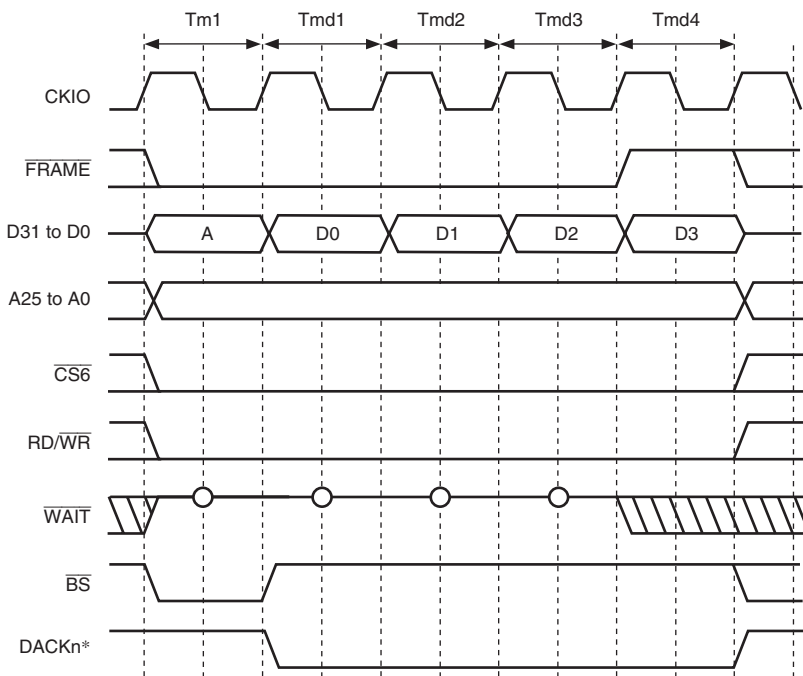 Tm1 Tmd1 Tmd2 Tmd3 Tmd4
CKIO
FRAME
D31 to D0 A D0 D1 D2 D3
A25 to A0
CS6
RD/WR
WAIT
BS
DACKn*